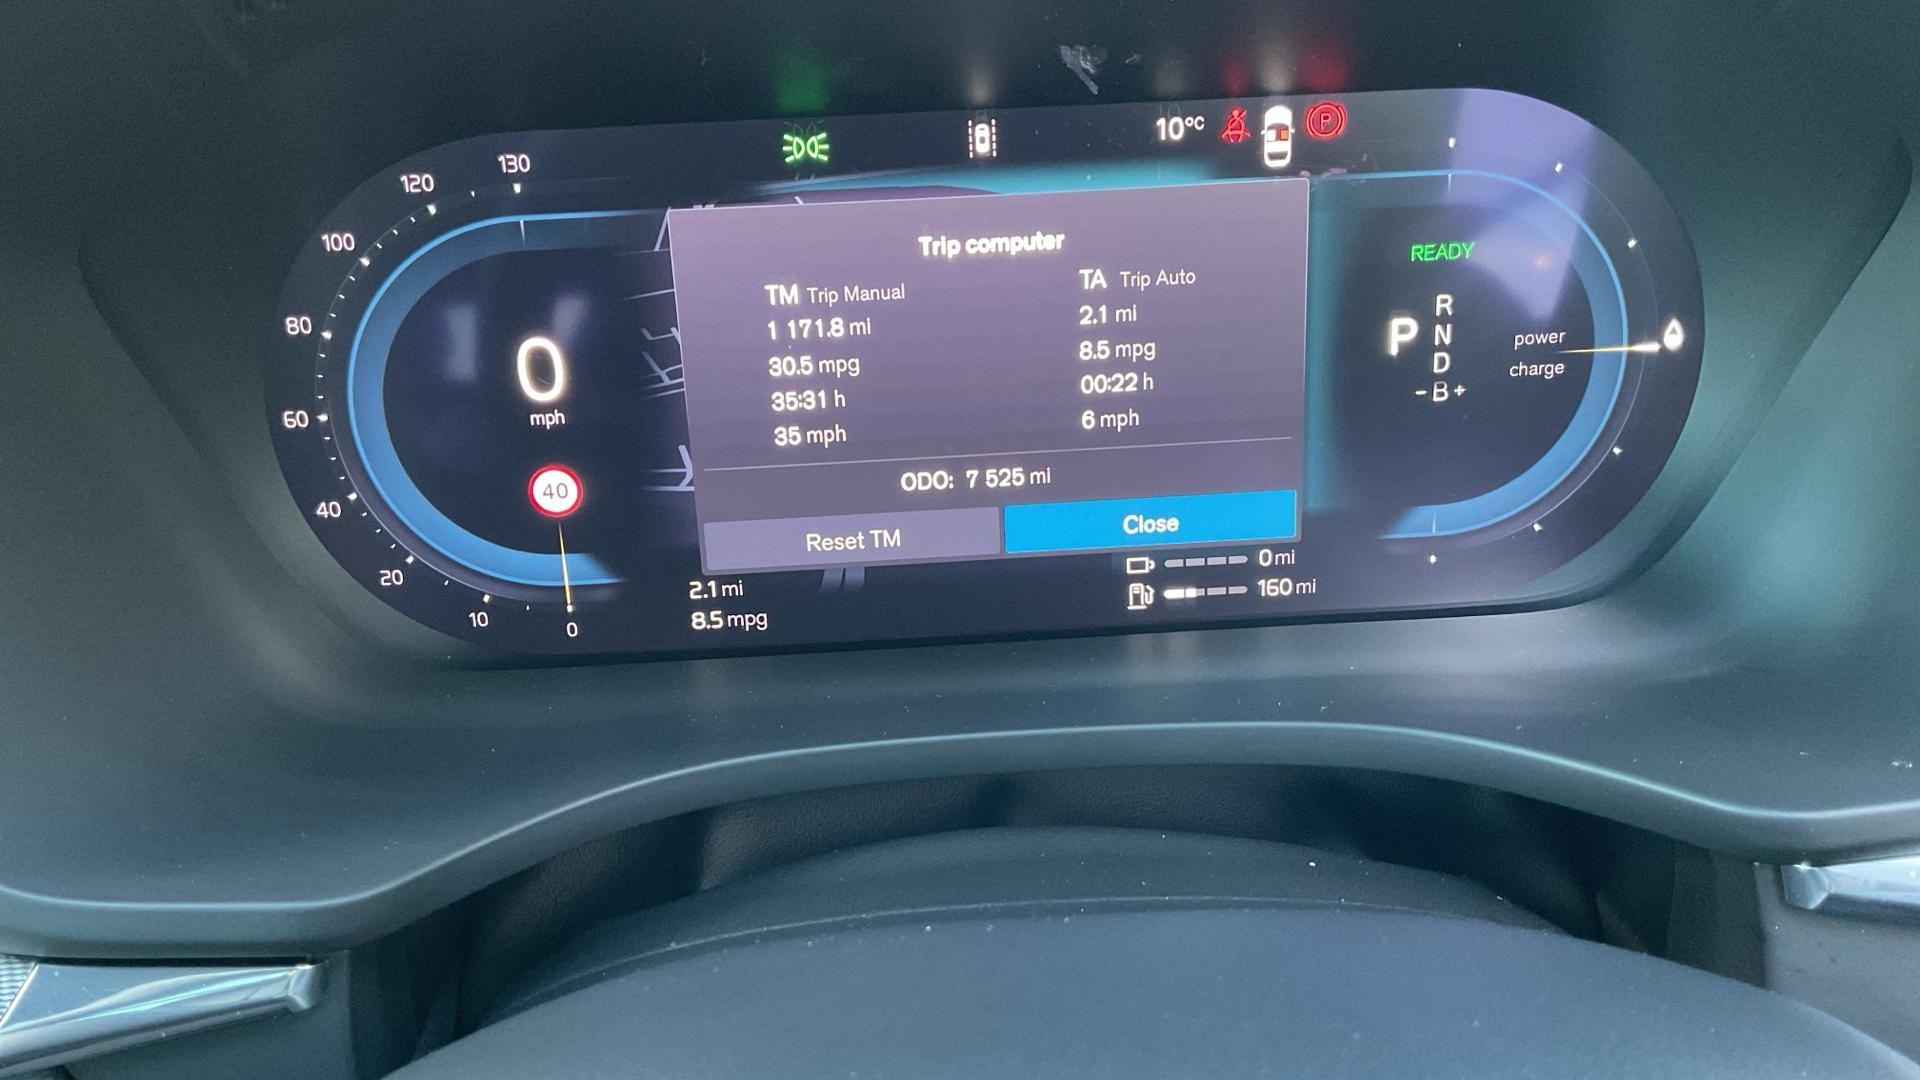 10°C
130
120
100
80
60
40
20
10
0
0
mph
40
Trip computer
TM Trip Manual
1 171.8 mi
30.5 mpg
35:31 h
35 mph
TA Trip Auto
2.1 mi
8.5 mpg
00:22 h
6 mph
ODO: 7 525 mi
Reset TM
Close
2.1 mi
8.5 mpg
0 mi
160 mi
P
READY
P
R
N
D
-B+
power
charge